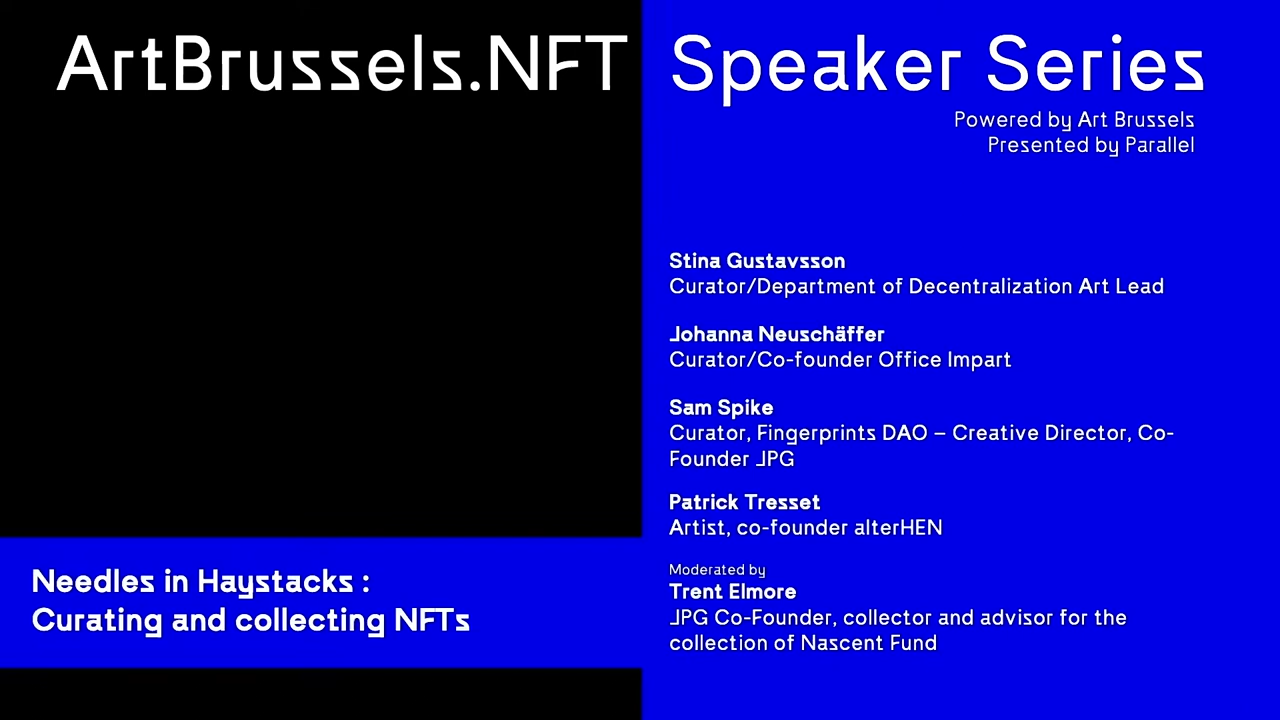 ArtBrussels.NFT Speaker Series
Powered by Art Brussels
Presented by Parallel
Stina Gustavsson
Curator/Department of Decentralization Art Lead
Johanna Neuschäffer
Curator/Co-founder Office Impart
Sam Spike
Curator, Fingerprints DAO – Creative Director, Co-
Founder JPG
Patrick Tresset
Artist, co-founder alterHEN
Moderated by
Trent Elmore
JPG Co-Founder, collector and advisor for the
collection of Nascent Fund
Needles in Haystacks :
Curating and collecting NFTs